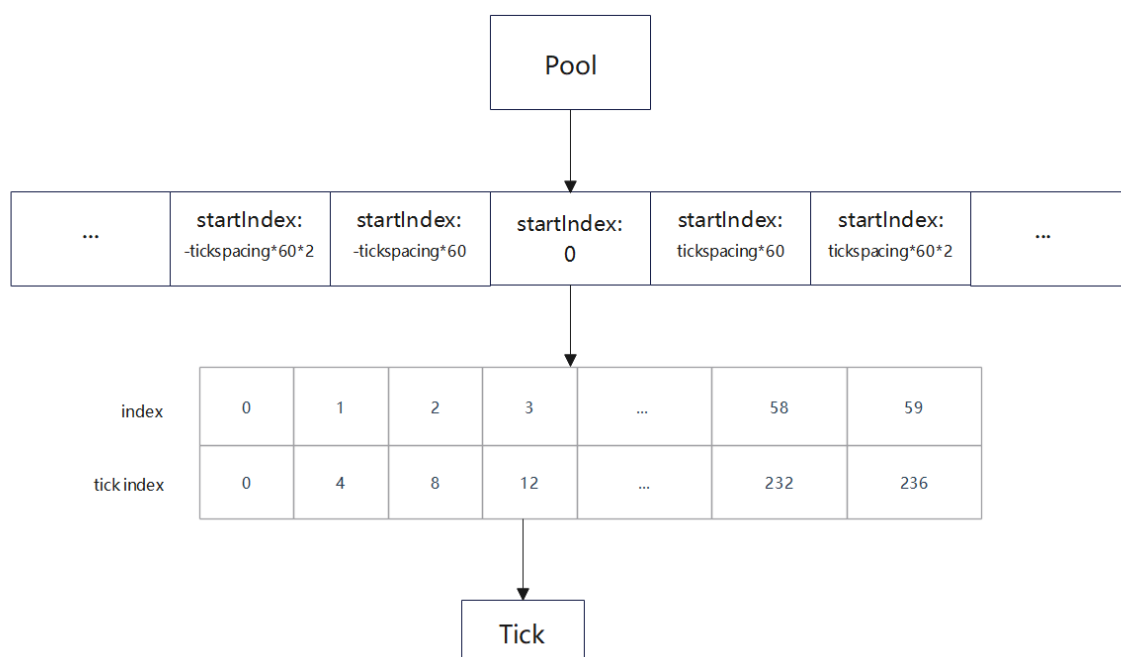 Pool
...
startIndex:
-tickspacing*60*2
startIndex:
-tickspacing*60
startIndex:
0
startIndex:
tickspacing*60
startIndex:
tickspacing*60*2
...
index 0 1 2 3 ... 58 59
tick index 0 4 8 12 ... 232 236
Tick